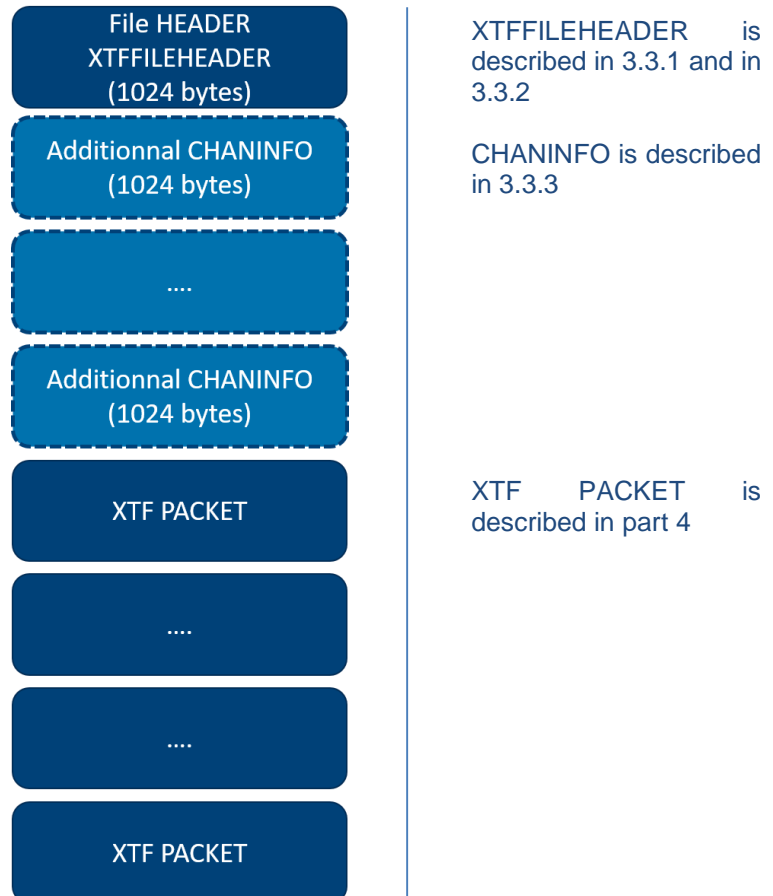 File HEADER
XTFFILEHEADER
(1024 bytes)
XTFFILEHEADER is
described in 3.3.1 and in
3.3.2
Additionnal CHANINFO
(1024 bytes)
CHANINFO is described
in 3.3.3
....
Additionnal CHANINFO
(1024 bytes)
XTF PACKET
XTF PACKET is
described in part 4
....
....
XTF PACKET